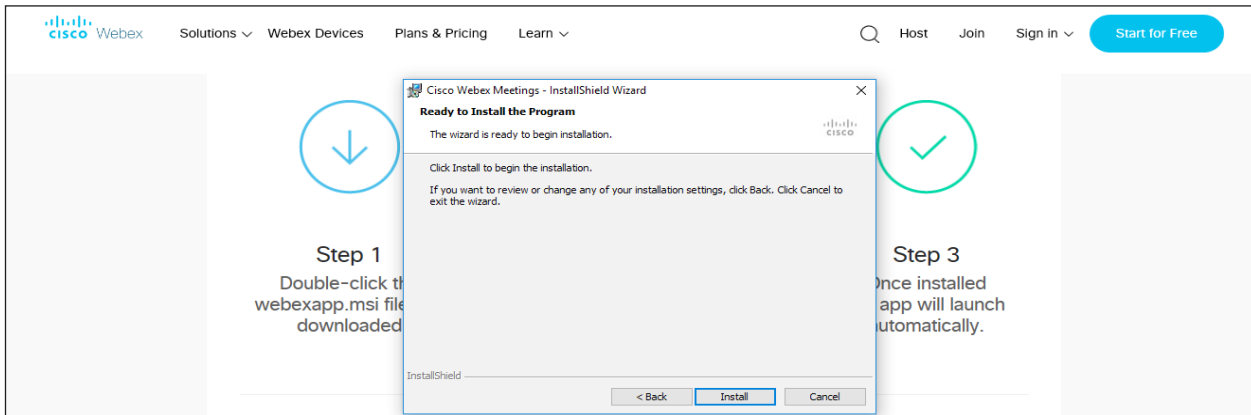 CISCO Webex Solutions Webex Devices Plans & Pricing Learn Host Join Sign in Start for Free
Cisco Webex Meetings - InstallShield Wizard
Ready to Install the Program
The wizard is ready to begin installation.
CISCO
Click Install to begin the installation.
If you want to review or change any of your installation settings, click Back. Click Cancel to
exit the wizard.
InstallShield
< Back Install Cancel
Step 1
Double-click th
webexapp.msi file
downloaded
Step 3
nce installed
app will launch
utomatically.